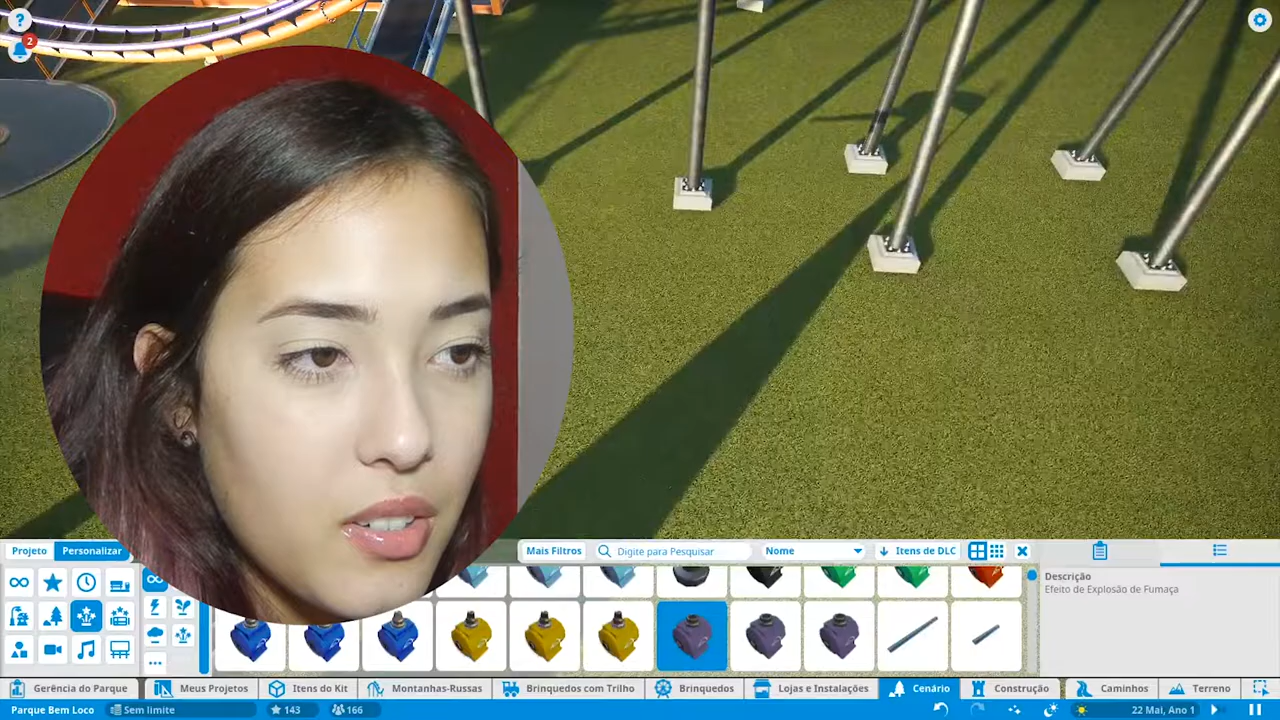 ?
2
Projeto Personalizar Mais Filtros Digite para Pesquisar Nome Itens de DLC
Descrição
Efeito de Explosão de Fumaça
Gerência do Parque Meus Projetos Itens do Kit Montanhas-Russas Brinquedos com Trilho Brinquedos Lojas e Instalações Cenário Construção Caminhos Terreno
Parque Bem Loco Sem limite 143 166 22 Mai, Ano 1